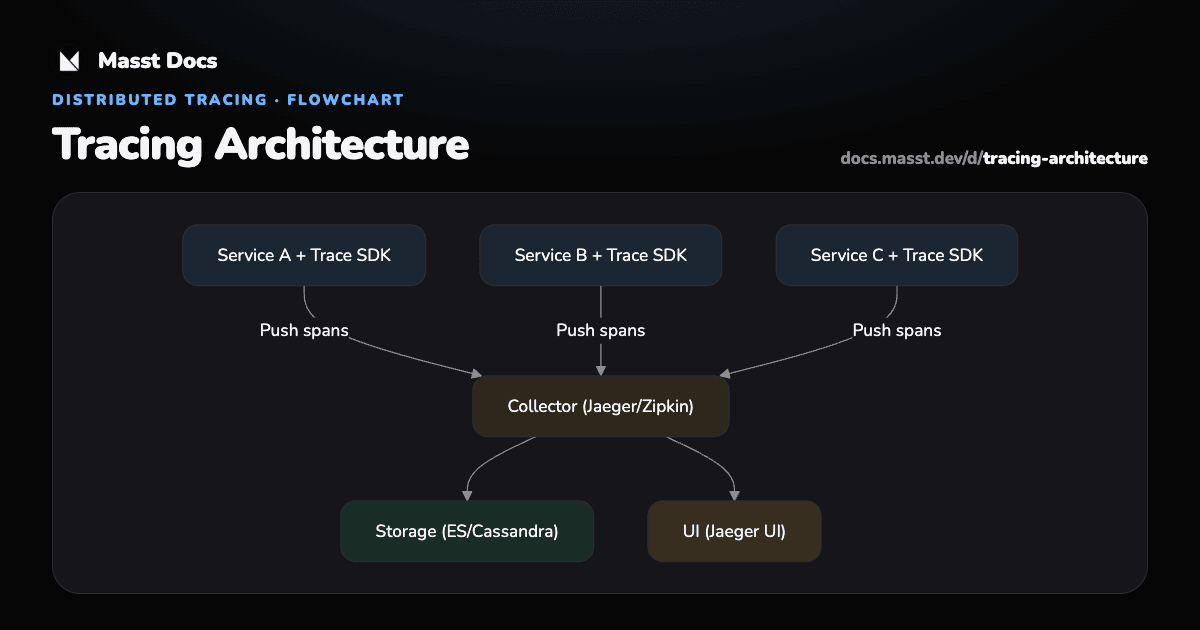 Masst Docs
DISTRIBUTED TRACING · FLOWCHART
Tracing Architecture
docs.masst.dev/d/tracing-architecture
Service A + Trace SDK
Service B + Trace SDK
Service C + Trace SDK
Push spans
Push spans
Push spans
Collector (Jaeger/Zipkin)
Storage (ES/Cassandra)
UI (Jaeger UI)